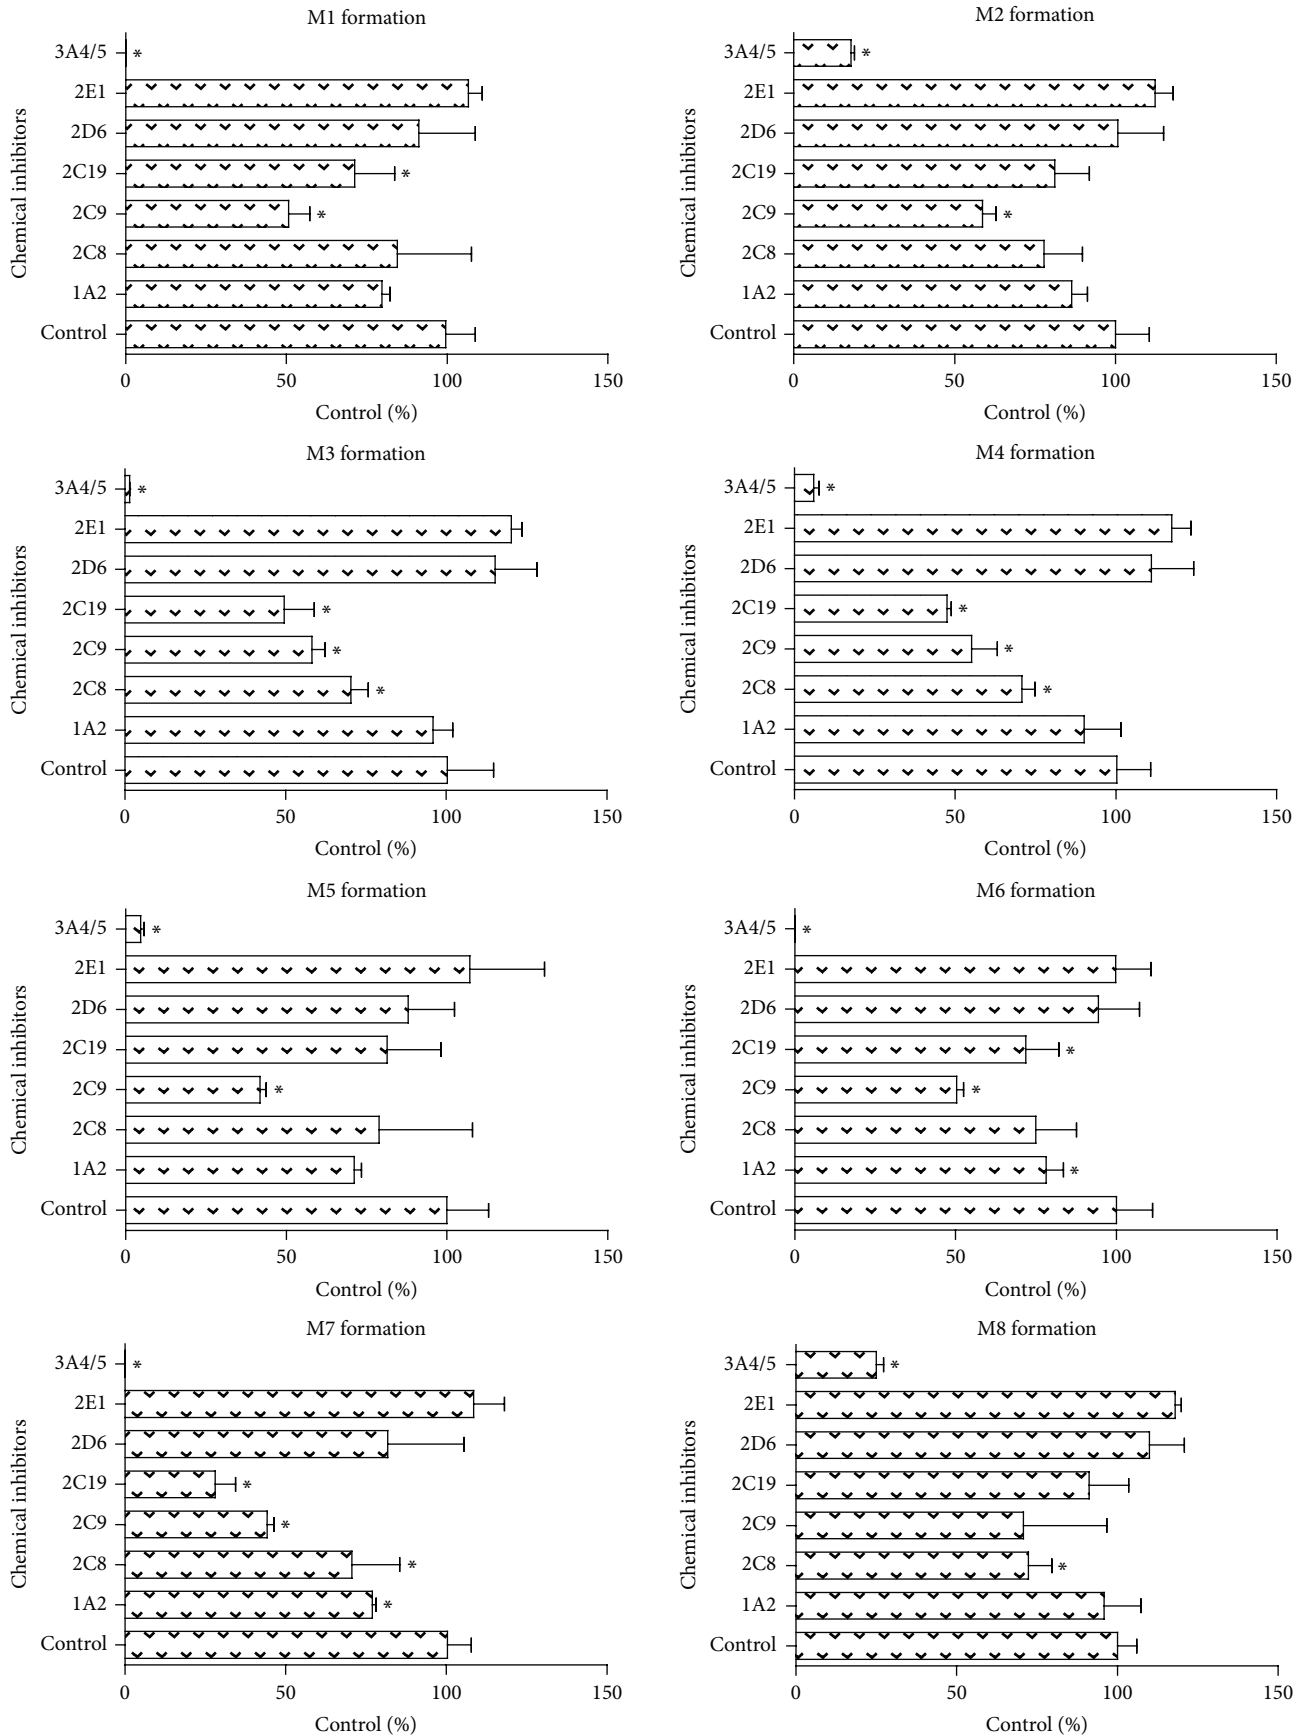 M1 formation
3A4/5 *
2E1
2D6
2C19 *
2C9 *
2C8
1A2
Control
0 50 100 150
Control (%)
Chemical inhibitors
M2 formation
3A4/5 *
2E1
2D6
2C19
2C9 *
2C8
1A2
Control
0 50 100 150
Control (%)
Chemical inhibitors
M3 formation
3A4/5 *
2E1
2D6
2C19 *
2C9 *
2C8 *
1A2
Control
0 50 100 150
Control (%)
Chemical inhibitors
M4 formation
3A4/5 *
2E1
2D6
2C19 *
2C9 *
2C8 *
1A2
Control
0 50 100 150
Control (%)
Chemical inhibitors
M5 formation
3A4/5 *
2E1
2D6
2C19
2C9 *
2C8
1A2
Control
0 50 100 150
Control (%)
Chemical inhibitors
M6 formation
3A4/5 *
2E1
2D6
2C19 *
2C9 *
2C8
1A2 *
Control
0 50 100 150
Control (%)
Chemical inhibitors
M7 formation
3A4/5 *
2E1
2D6
2C19 *
2C9 *
2C8 *
1A2 *
Control
0 50 100 150
Control (%)
Chemical inhibitors
M8 formation
3A4/5 *
2E1
2D6
2C19
2C9
2C8 *
1A2
Control
0 50 100 150
Control (%)
Chemical inhibitors